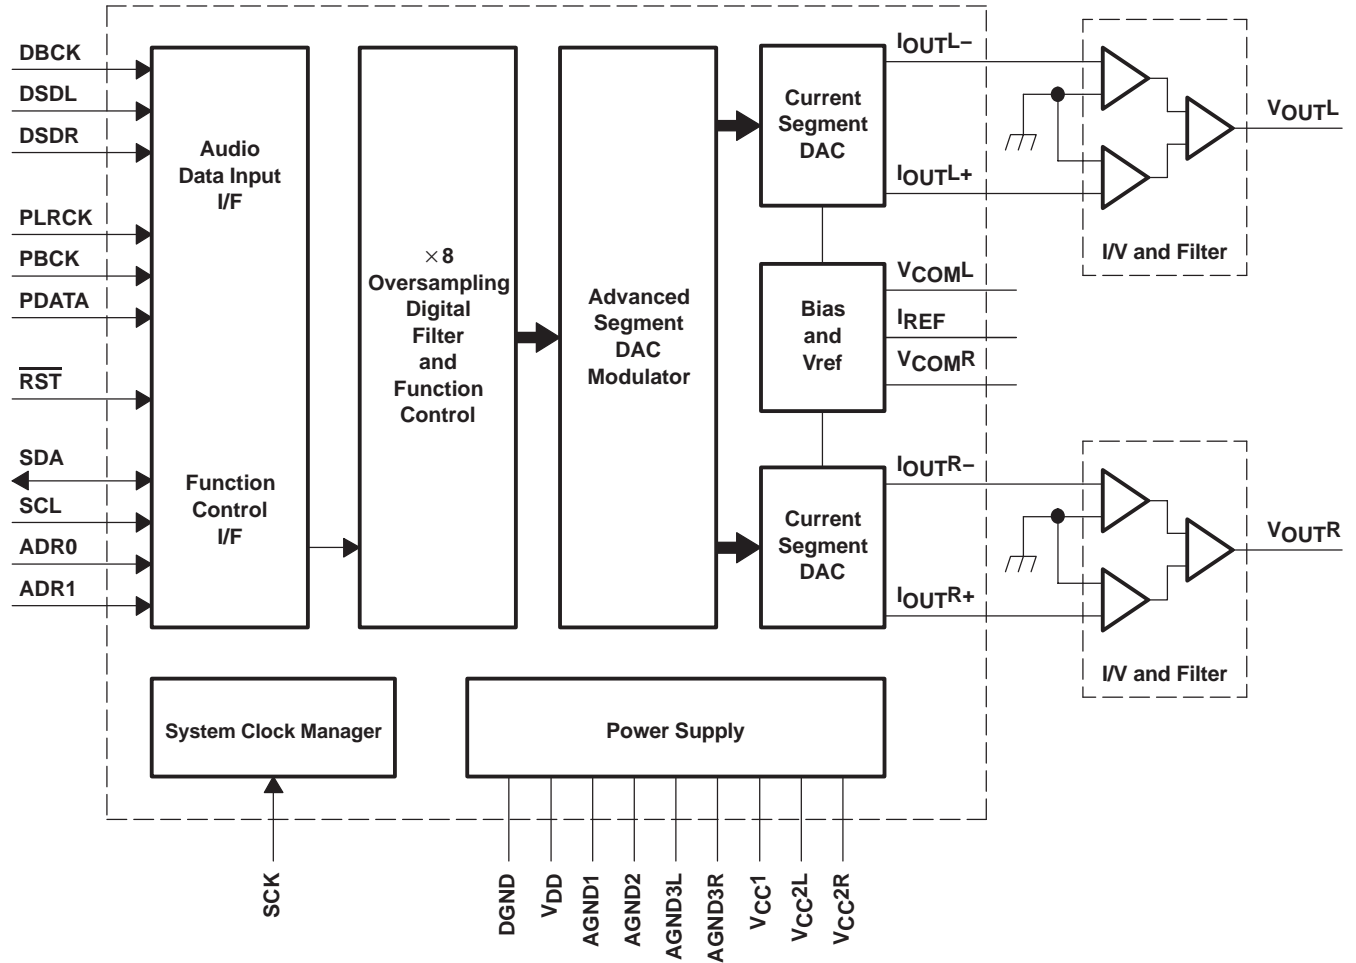 DBCK
DSDL
DSDR
PLRCK
PBCK
PDATA
RST
SDA
SCL
ADR0
ADR1
Audio
Data Input
I/F
Function
Control
I/F
×8
Oversampling
Digital
Filter
and
Function
Control
Advanced
Segment
DAC
Modulator
Current
Segment
DAC
Bias
and
Vref
Current
Segment
DAC
IOUTL–
IOUTL+
VCOML
IREF
VCOMR
IOUTR–
IOUTR+
VOUTL
I/V and Filter
VOUTR
I/V and Filter
System Clock Manager
Power Supply
SCK
DGND
VDD
AGND1
AGND2
AGND3L
AGND3R
VCC1
VCC2L
VCC2R